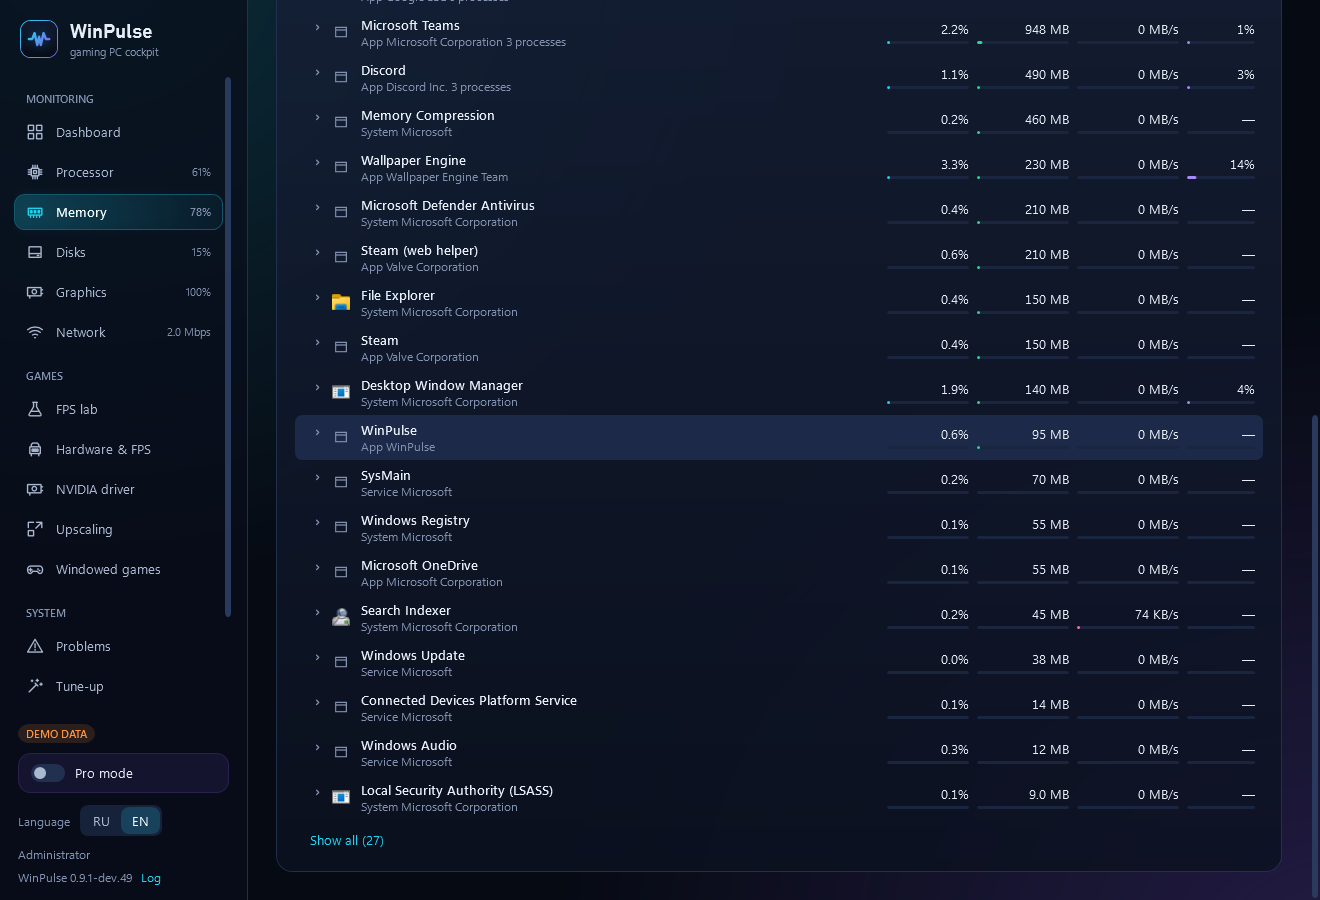 WinPulse
gaming PC cockpit
MONITORING
Dashboard
Processor 61%
Memory 78%
Disks 15%
Graphics 100%
Network 2.0 Mbps
GAMES
FPS lab
Hardware & FPS
NVIDIA driver
Upscaling
Windowed games
SYSTEM
Problems
Tune-up
DEMO DATA
Pro mode
Language RU EN
Administrator
WinPulse 0.9.1-dev.49 Log
Microsoft Teams 2.2% 948 MB 0 MB/s 1%
App Microsoft Corporation 3 processes
Discord 1.1% 490 MB 0 MB/s 3%
App Discord Inc. 3 processes
Memory Compression 0.2% 460 MB 0 MB/s —
System Microsoft
Wallpaper Engine 3.3% 230 MB 0 MB/s 14%
App Wallpaper Engine Team
Microsoft Defender Antivirus 0.4% 210 MB 0 MB/s —
System Microsoft Corporation
Steam (web helper) 0.6% 210 MB 0 MB/s —
App Valve Corporation
File Explorer 0.4% 150 MB 0 MB/s —
System Microsoft Corporation
Steam 0.4% 150 MB 0 MB/s —
App Valve Corporation
Desktop Window Manager 1.9% 140 MB 0 MB/s 4%
System Microsoft Corporation
WinPulse 0.6% 95 MB 0 MB/s —
App WinPulse
SysMain 0.2% 70 MB 0 MB/s —
Service Microsoft
Windows Registry 0.1% 55 MB 0 MB/s —
System Microsoft
Microsoft OneDrive 0.1% 55 MB 0 MB/s —
App Microsoft Corporation
Search Indexer 0.2% 45 MB 74 KB/s —
System Microsoft Corporation
Windows Update 0.0% 38 MB 0 MB/s —
Service Microsoft
Connected Devices Platform Service 0.1% 14 MB 0 MB/s —
Service Microsoft
Windows Audio 0.3% 12 MB 0 MB/s —
Service Microsoft
Local Security Authority (LSASS) 0.1% 9.0 MB 0 MB/s —
System Microsoft Corporation
Show all (27)